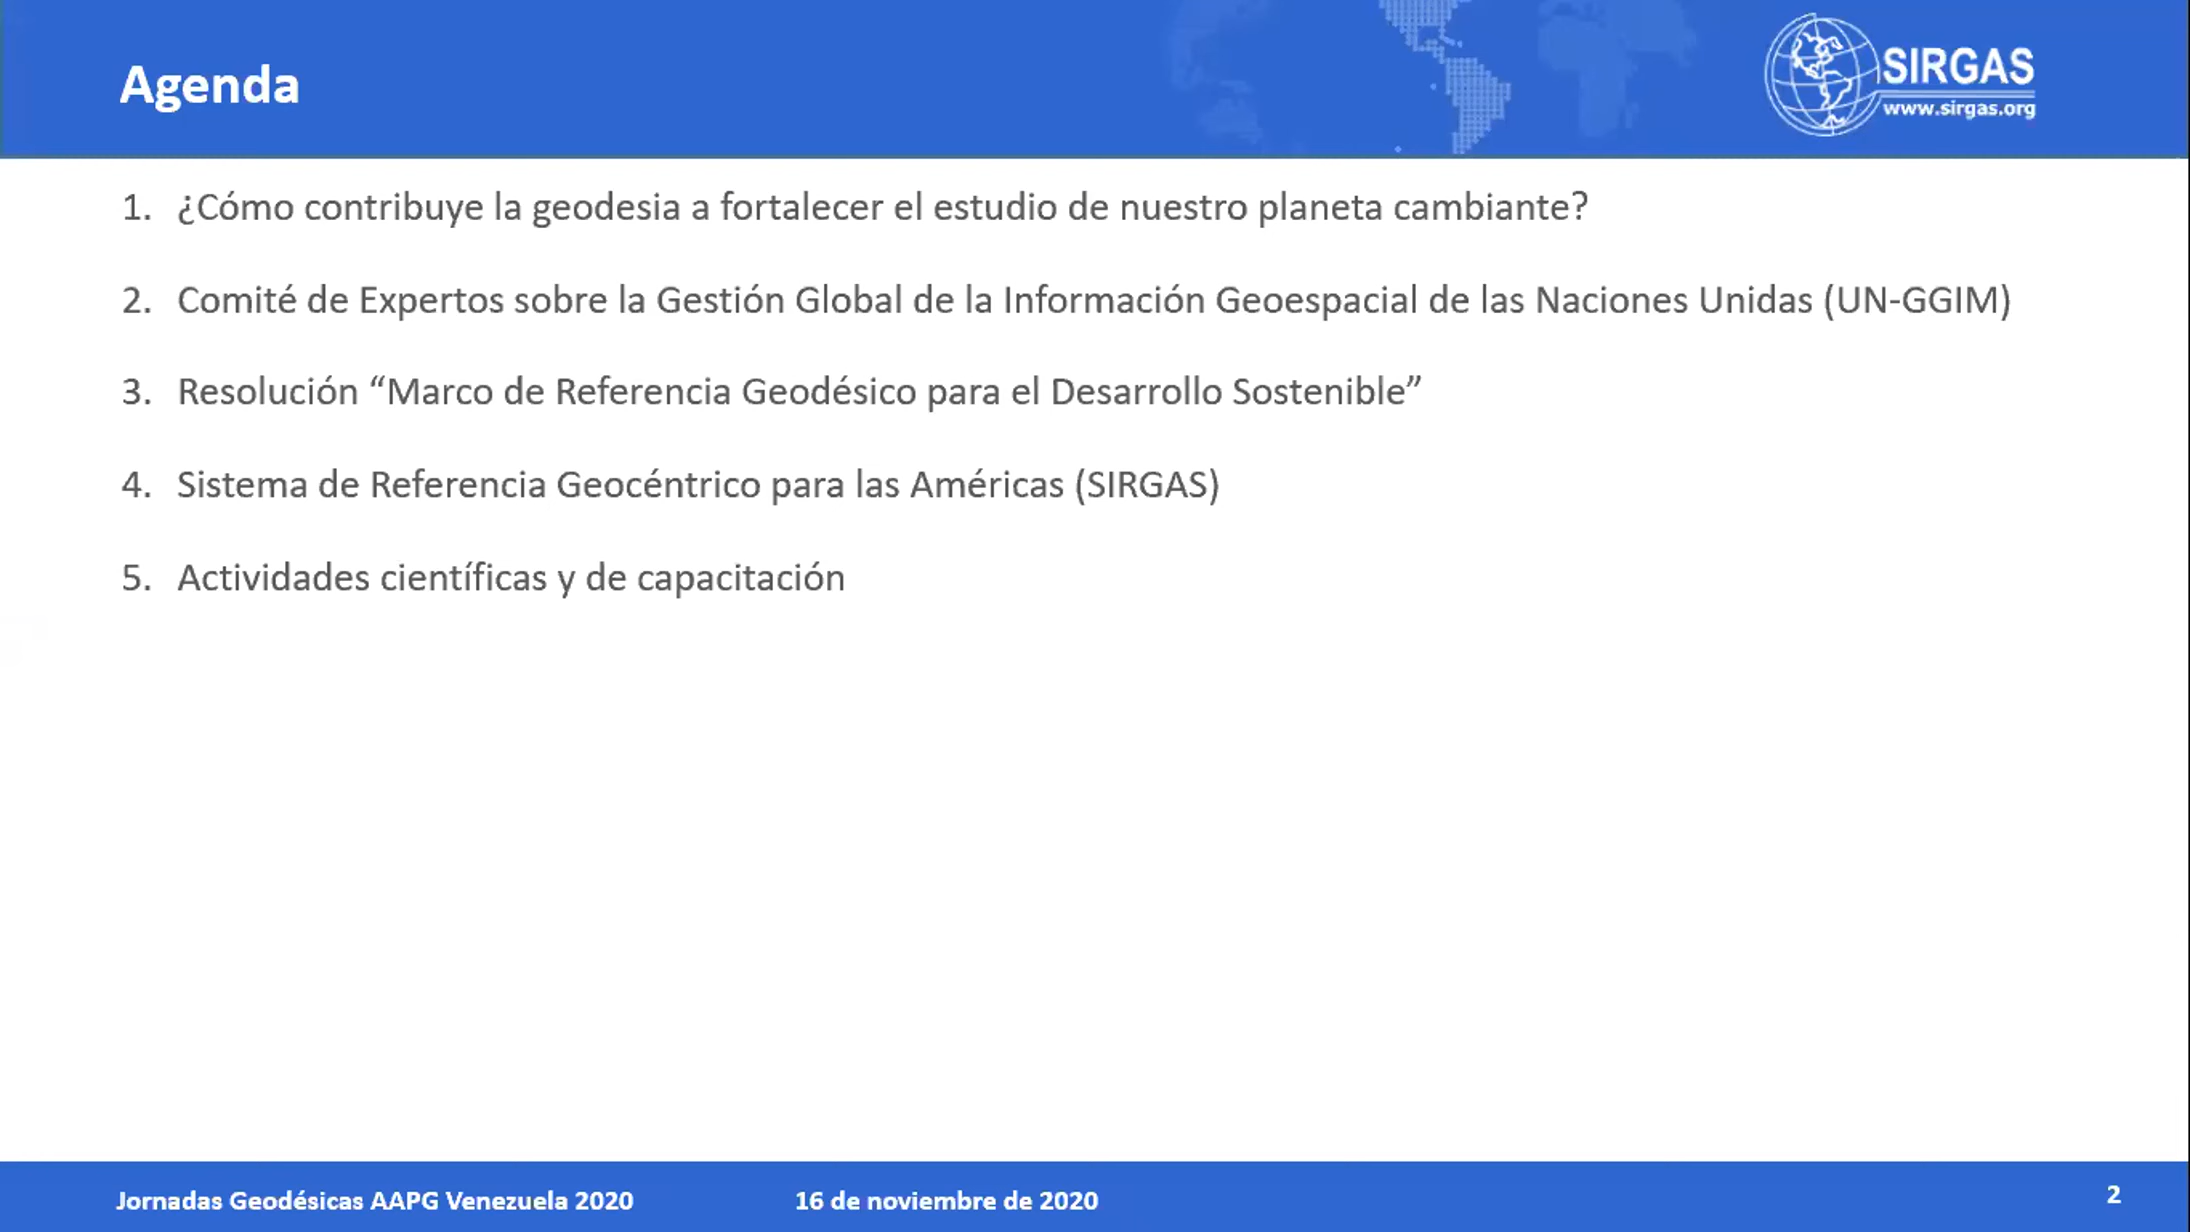 Agenda
SIRGAS
www.sirgas.org
1. ¿Cómo contribuye la geodesia a fortalecer el estudio de nuestro planeta cambiante?
2. Comité de Expertos sobre la Gestión Global de la Información Geoespacial de las Naciones Unidas (UN-GGIM)
3. Resolución “Marco de Referencia Geodésico para el Desarrollo Sostenible”
4. Sistema de Referencia Geocéntrico para las Américas (SIRGAS)
5. Actividades científicas y de capacitación
Jornadas Geodésicas AAPG Venezuela 2020 16 de noviembre de 2020 2